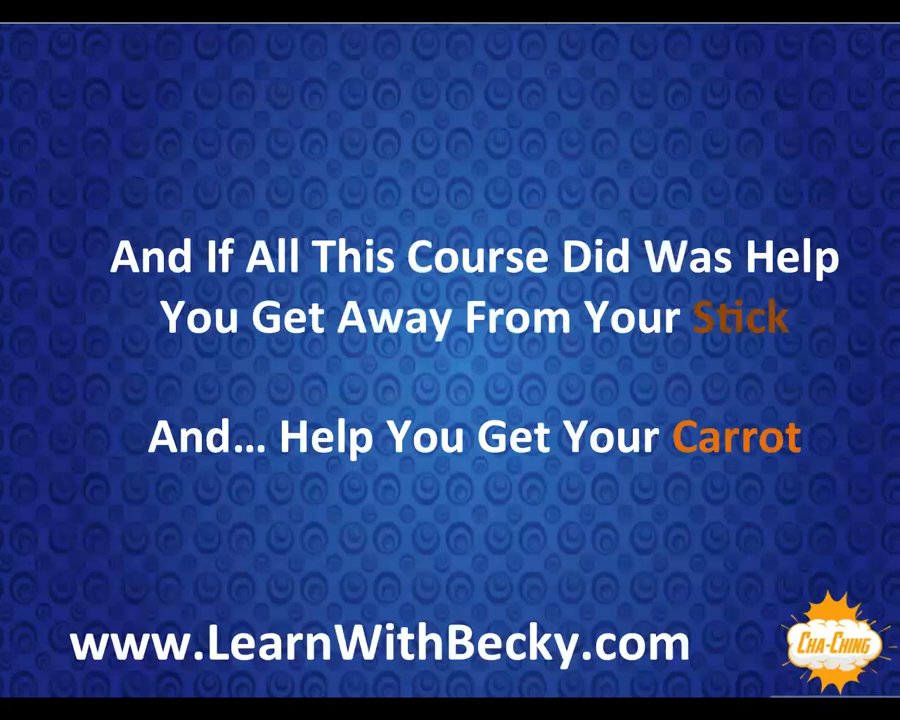 And If All This Course Did Was Help
You Get Away From Your Stick
And... Help You Get Your Carrot
www.LearnWithBecky.com
CHA-CHING